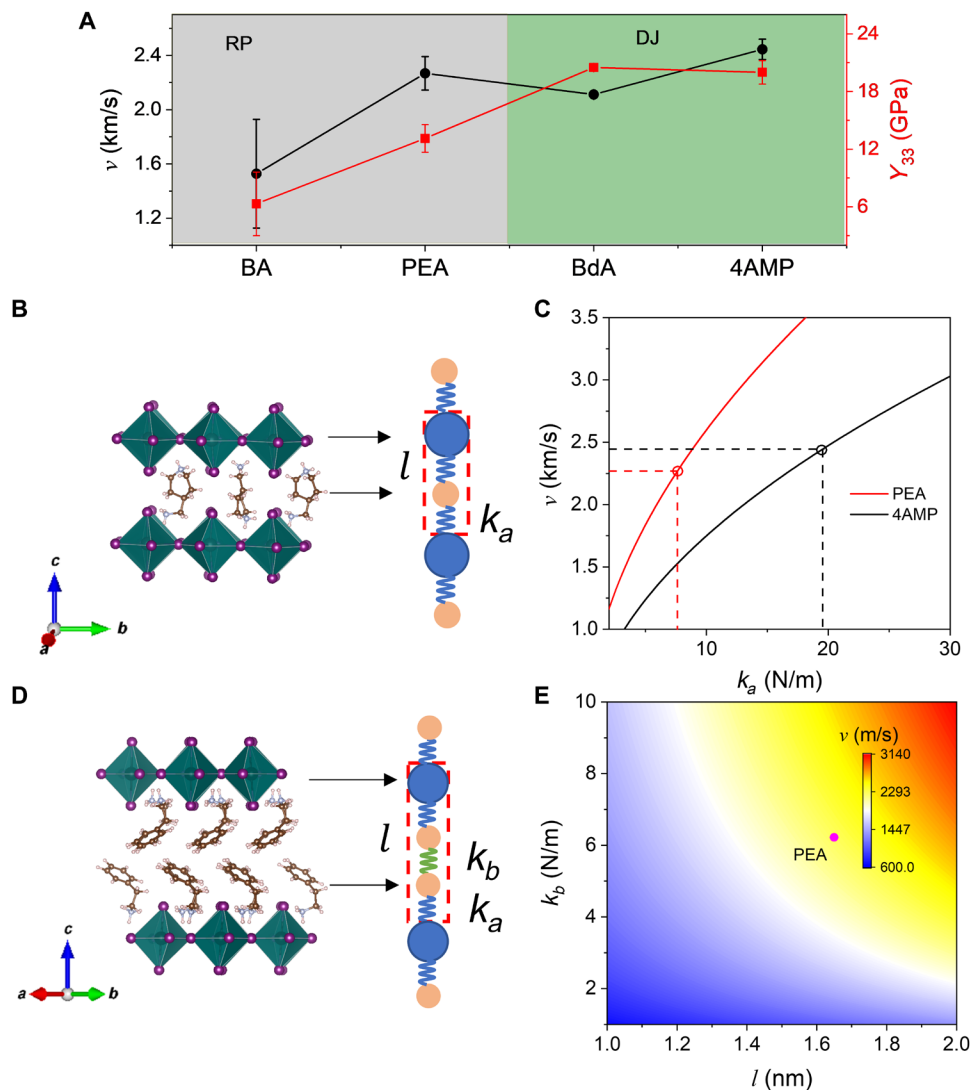 A
RP
DJ
2.4
2.0
1.6
1.2
v (km/s)
24
18
12
6
Y33 (GPa)
BA
PEA
BdA
4AMP
B
l
ka
c
b
a
C
3.5
3.0
2.5
2.0
1.5
1.0
v (km/s)
PEA
4AMP
10
20
30
ka (N/m)
D
l
kb
ka
c
a
b
E
10
8
6
4
2
kb (N/m)
v (m/s)
3140
2293
1447
600.0
PEA
1.0
1.2
1.4
1.6
1.8
2.0
l (nm)